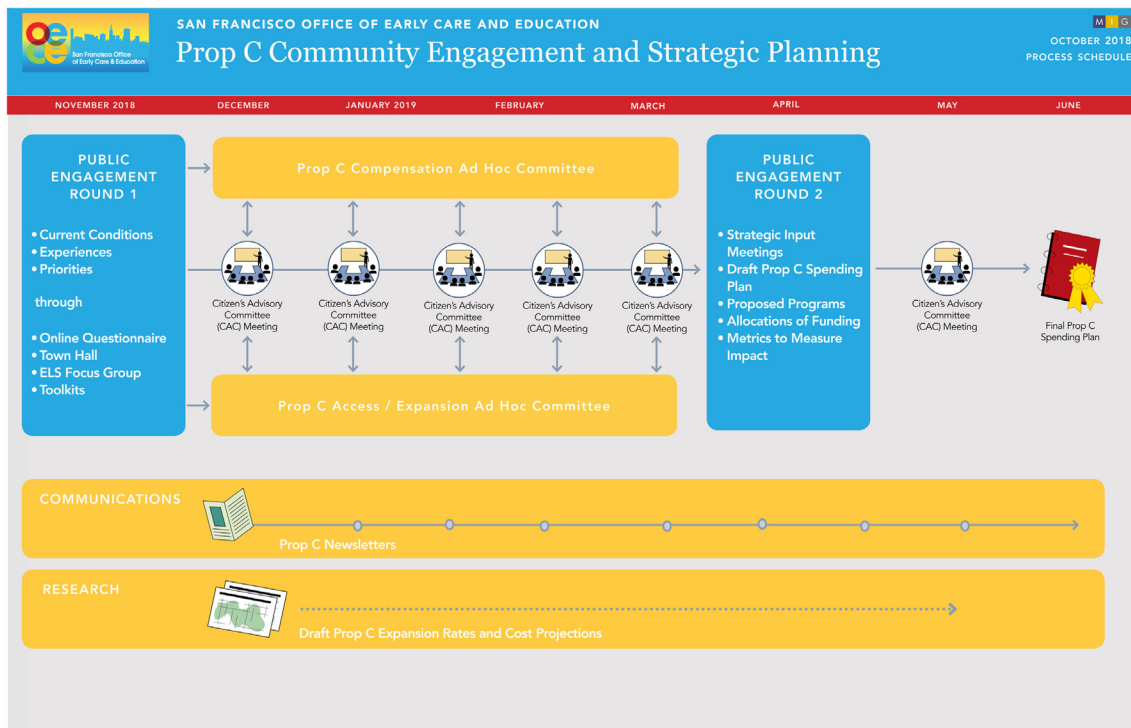 San Francisco Office
of Early Care & Education
SAN FRANCISCO OFFICE OF EARLY CARE AND EDUCATION
Prop C Community Engagement and Strategic Planning
M I G
OCTOBER 2018
PROCESS SCHEDULE
NOVEMBER 2018
DECEMBER
JANUARY 2019
FEBRUARY
MARCH
APRIL
MAY
JUNE
PUBLIC
ENGAGEMENT
ROUND 1
• Current Conditions
• Experiences
• Priorities
through
• Online Questionnaire
• Town Hall
• ELS Focus Group
• Toolkits
Prop C Compensation Ad Hoc Committee
Citizen's Advisory
Committee
(CAC) Meeting
Citizen's Advisory
Committee
(CAC) Meeting
Citizen's Advisory
Committee
(CAC) Meeting
Citizen's Advisory
Committee
(CAC) Meeting
Citizen's Advisory
Committee
(CAC) Meeting
Prop C Access / Expansion Ad Hoc Committee
PUBLIC
ENGAGEMENT
ROUND 2
• Strategic Input
Meetings
• Draft Prop C Spending
Plan
• Proposed Programs
• Allocations of Funding
• Metrics to Measure
Impact
Citizen's Advisory
Committee
(CAC) Meeting
Final Prop C
Spending Plan
COMMUNICATIONS
Prop C Newsletters
RESEARCH
Draft Prop C Expansion Rates and Cost Projections